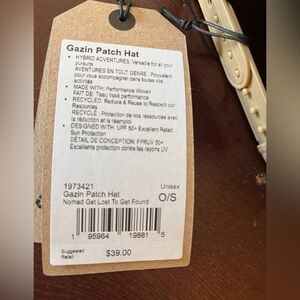 Gazin Patch Hat
• HYBRID ADVENTURES: Versatile for all your
pursuits
AVENTURES EN TOUT GENRE : Polyvalent
pour vous accompagner dans toutes vos
activités
• MADE WITH: Performance Woven
FAIT DE: Tissu tissé performance
• RECYCLED: Reduce & Reuse to Respect our
Resources
RECYCLÉ : Protection de nos ressources avec
la réduction et le réemploi
• DESIGNED WITH: UPF 50+ Excellent Rated
Sun Protection
DÉTAIL DE CONCEPTION: FPRUV 50+
Excellente protection contre les rayons UV
1973421
Unisex
Gazin Patch Hat
O/S
Nomad Get Lost To Get Found
1 95964 19881 5
Suggested
Retail
$39.00